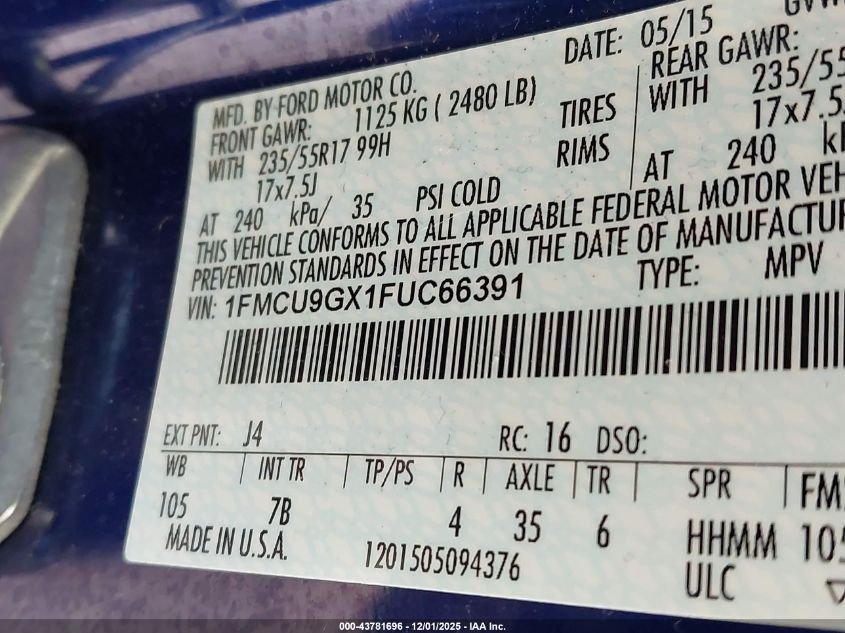 DATE: 05/15
MFD. BY FORD MOTOR CO.
FRONT GAWR: 1125 KG ( 2480 LB) REAR GAWR:
WITH 235/55R17 99H TIRES WITH 235/55
17x7.5J RIMS 17x7.5J
AT 240 kPa/ 35 PSI COLD AT 240
THIS VEHICLE CONFORMS TO ALL APPLICABLE FEDERAL MOTOR VEH
PREVENTION STANDARDS IN EFFECT ON THE DATE OF MANUFACTUR
VIN: 1FMCU9GX1FUC66391 TYPE: MPV
EXT PNT: J4 RC: 16 DSO:
WB INT TR TP/PS R AXLE TR SPR
105 7B 4 35 6 HHMM
MADE IN U.S.A. 1201505094376 ULC
000-43781696 - 12/01/2025 - IAA Inc.